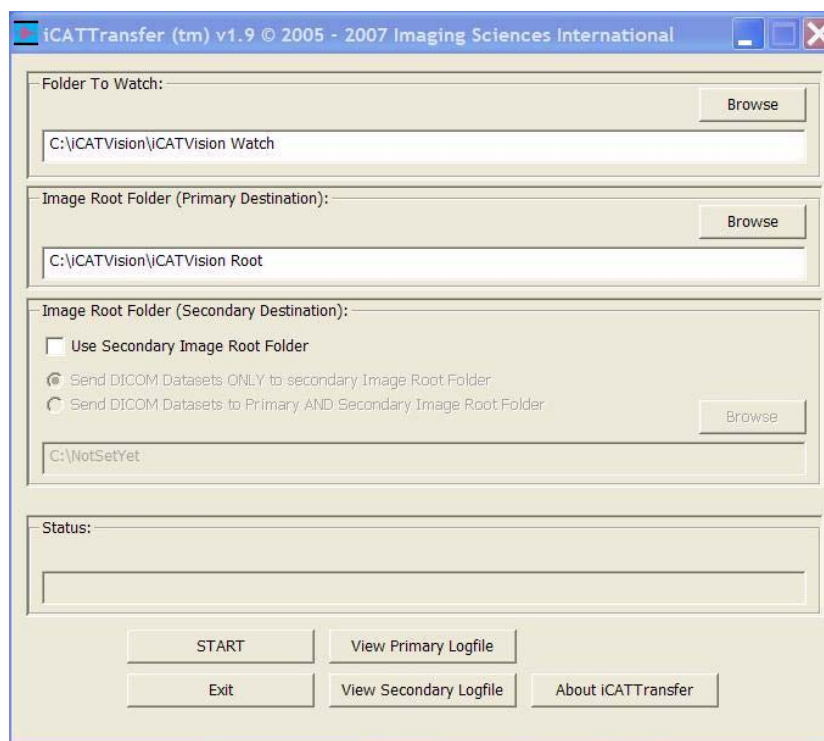 iCATTransfer (tm) v1.9 © 2005 - 2007 Imaging Sciences International
Folder To Watch:
Browse
C:\iCATVision\iCATVision Watch
Image Root Folder (Primary Destination):
Browse
C:\iCATVision\iCATVision Root
Image Root Folder (Secondary Destination):
Use Secondary Image Root Folder
Send DICOM Datasets ONLY to secondary Image Root Folder
Send DICOM Datasets to Primary AND Secondary Image Root Folder
Browse
C:\NotSetYet
Status:
START
View Primary Logfile
Exit
View Secondary Logfile
About iCATTransfer